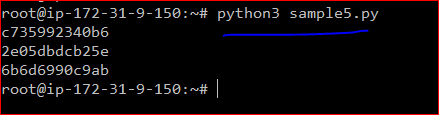 root@ip-172-31-9-150:~# python3 sample5.py
c735992340b6
2e05dbdcb25e
6b6d6990c9ab
root@ip-172-31-9-150:~#